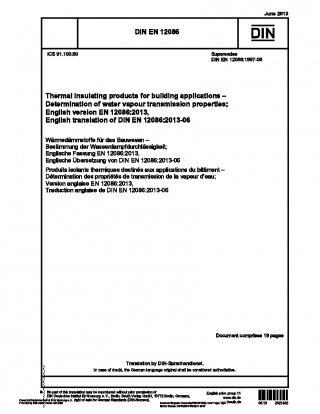 June 2013
DIN EN 12086
DIN
ICS 91.100.60
Supersedes
DIN EN 12086:1997-08
Thermal insulating products for building applications –
Determination of water vapour transmission properties;
English version EN 12086:2013,
English translation of DIN EN 12086:2013-06
Wärmedämmstoffe für das Bauwesen –
Bestimmung der Wasserdampfdurchlässigkeit;
Englische Fassung EN 12086:2013,
Englische Übersetzung von DIN EN 12086:2013-06
Produits isolants thermiques destinés aux applications du bâtiment –
Détermination des propriétés de transmission de la vapeur d'eau;
Version anglaise EN 12086:2013,
Traduction anglaise de DIN EN 12086:2013-06
Document comprises 19 pages
Translation by DIN-Sprachendienst.
In case of doubt, the German-language original shall be considered authoritative.
No part of this translation may be reproduced without prior permission of
DIN Deutsches Institut für Normung e. V., Berlin. Beuth Verlag GmbH, 10772 Berlin, Germany,
English price group 11
www.din.de
www.beuth.de